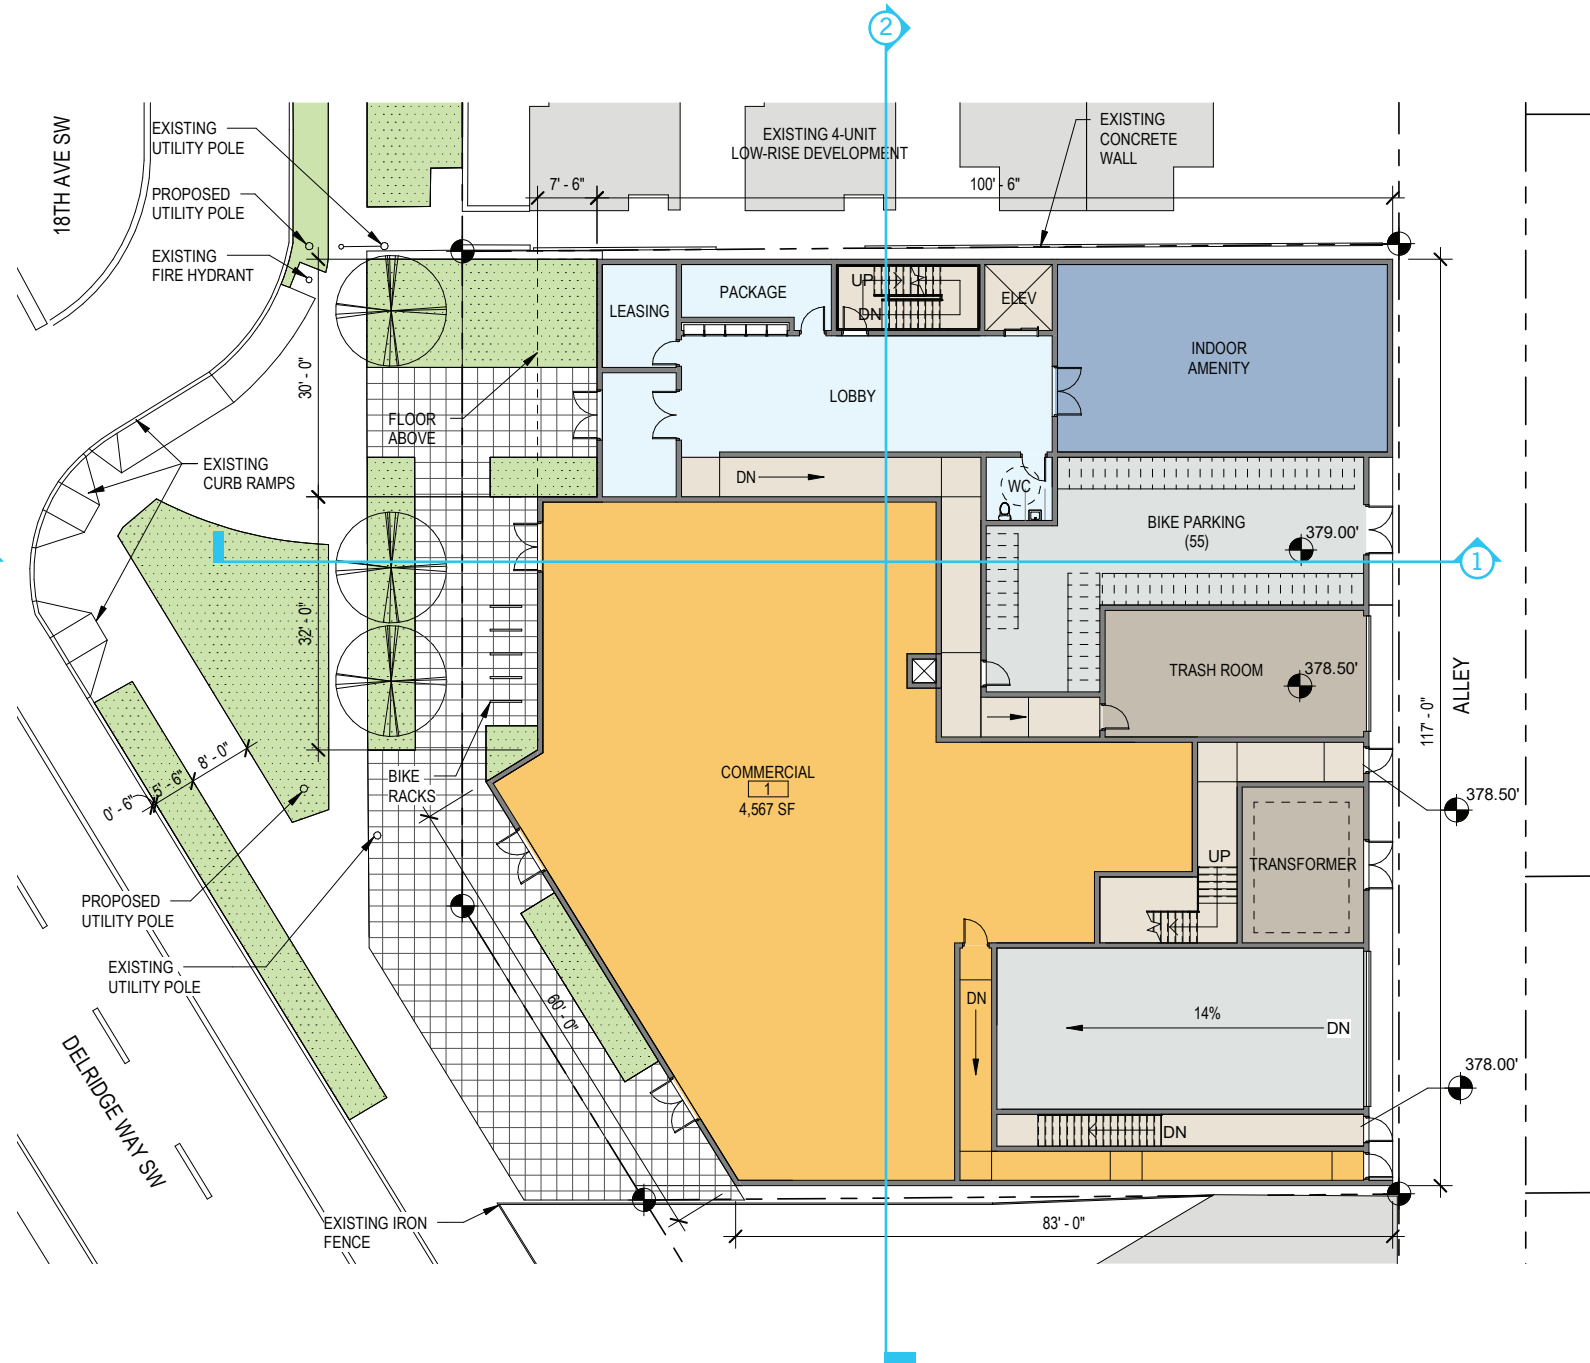 2
18TH AVE SW
EXISTING
UTILITY POLE
PROPOSED
UTILITY POLE
EXISTING
FIRE HYDRANT
EXISTING 4-UNIT
LOW-RISE DEVELOPMENT
EXISTING
CONCRETE
WALL
7' - 6"
100' - 6"
LEASING
PACKAGE
UP
DN
ELEV
INDOOR
AMENITY
LOBBY
30' - 0"
FLOOR
ABOVE
EXISTING
CURB RAMPS
DN
WC
BIKE PARKING
(55)
379.00'
1
32' - 0"
TRASH ROOM
378.50'
ALLEY
117' - 0"
0' - 6"
5' - 6"
8' - 0"
BIKE
RACKS
COMMERCIAL
1
4,567 SF
378.50'
UP
TRANSFORMER
PROPOSED
UTILITY POLE
EXISTING
UTILITY POLE
60' - 0"
DN
14%
DN
378.00'
DN
DELRIDGE WAY SW
EXISTING IRON
FENCE
83' - 0"